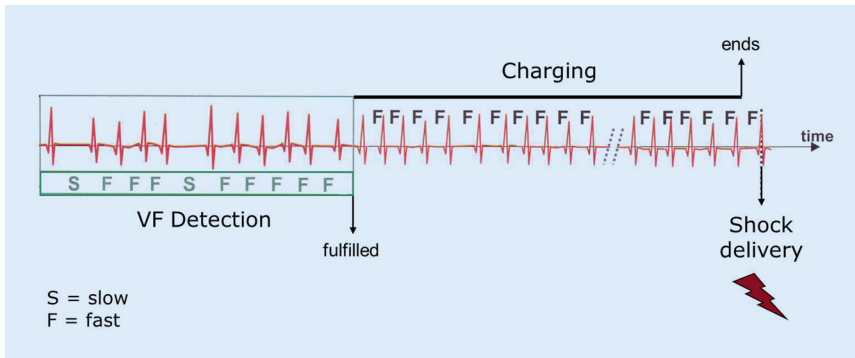 ends
Charging
F F F F F F F F F F F F F F F F
time
S F F F S F F F F F
VF Detection
fulfilled
Shock
delivery
S = slow
F = fast